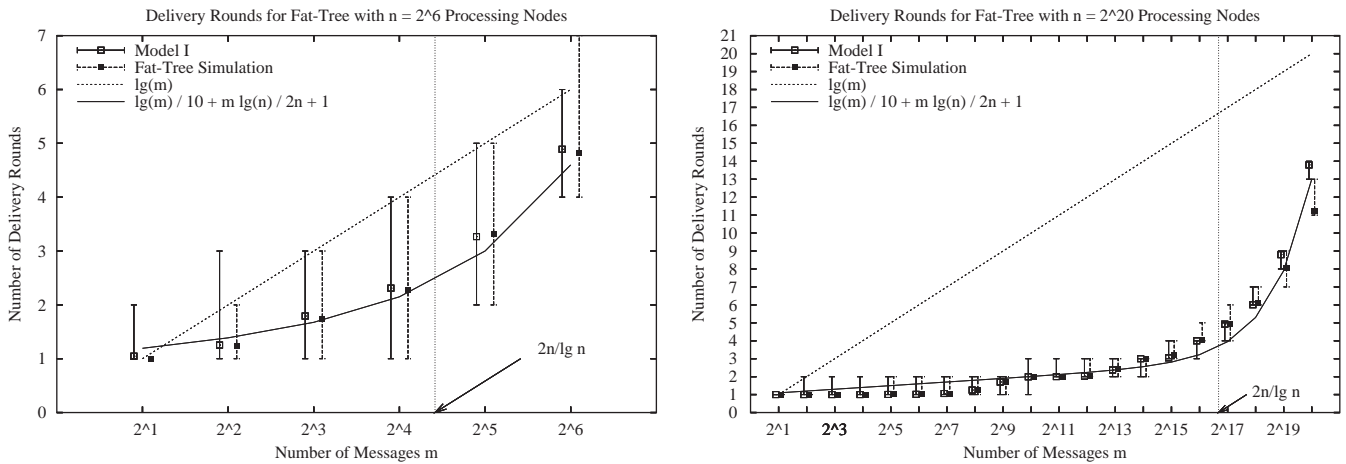 Delivery Rounds for Fat-Tree with n = 2^6 Processing Nodes
7
6
5
4
3
2
1
0
Number of Delivery Rounds
Model I
Fat-Tree Simulation
lg(m)
lg(m) / 10 + m lg(n) / 2n + 1
2n/lg n
2^1
2^2
2^3
2^4
2^5
2^6
Number of Messages m
Delivery Rounds for Fat-Tree with n = 2^20 Processing Nodes
21
20
19
18
17
16
15
14
13
12
11
10
9
8
7
6
5
4
3
2
1
0
Number of Delivery Rounds
Model I
Fat-Tree Simulation
lg(m)
lg(m) / 10 + m lg(n) / 2n + 1
2n/lg n
2^1
2^3
2^5
2^7
2^9
2^11
2^13
2^15
2^17
2^19
Number of Messages m